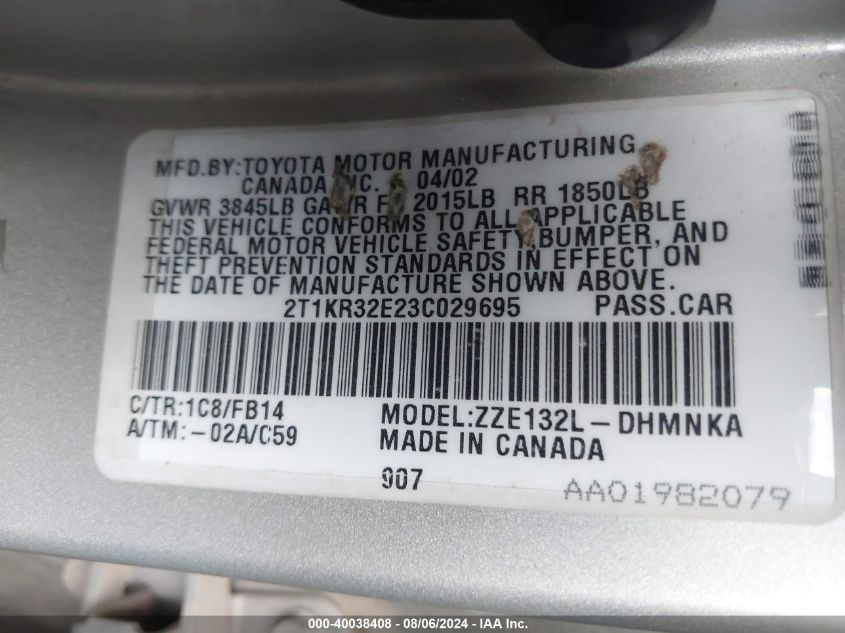 MFD.BY:TOYOTA MOTOR MANUFACTURING
CANADA INC. 04/02
GVWR 3845LB GAWR FR 2015LB RR 1850LB
THIS VEHICLE CONFORMS TO ALL APPLICABLE
FEDERAL MOTOR VEHICLE SAFETY, BUMPER, AND
THEFT PREVENTION STANDARDS IN EFFECT ON
THE DATE OF MANUFACTURE SHOWN ABOVE.
2T1KR32E23C029695 PASS.CAR
C/TR:1C8/FB14 MODEL:ZZE132L-DHMNKA
A/TM:-02A/C59 MADE IN CANADA
907 AA01982079
000-40038408 - 08/06/2024 - IAA Inc.